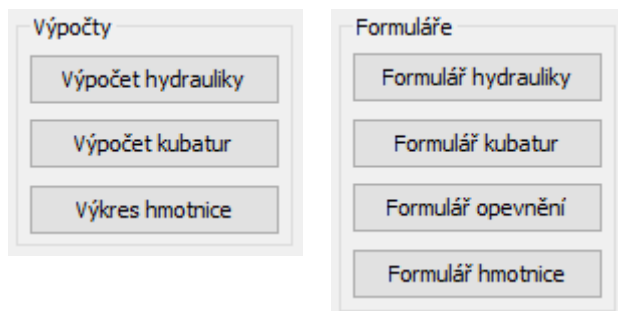 Výpočty
Výpočet hydrauliky
Výpočet kubatur
Výkres hmotnice
Formuláře
Formulář hydrauliky
Formulář kubatur
Formulář opevnění
Formulář hmotnice